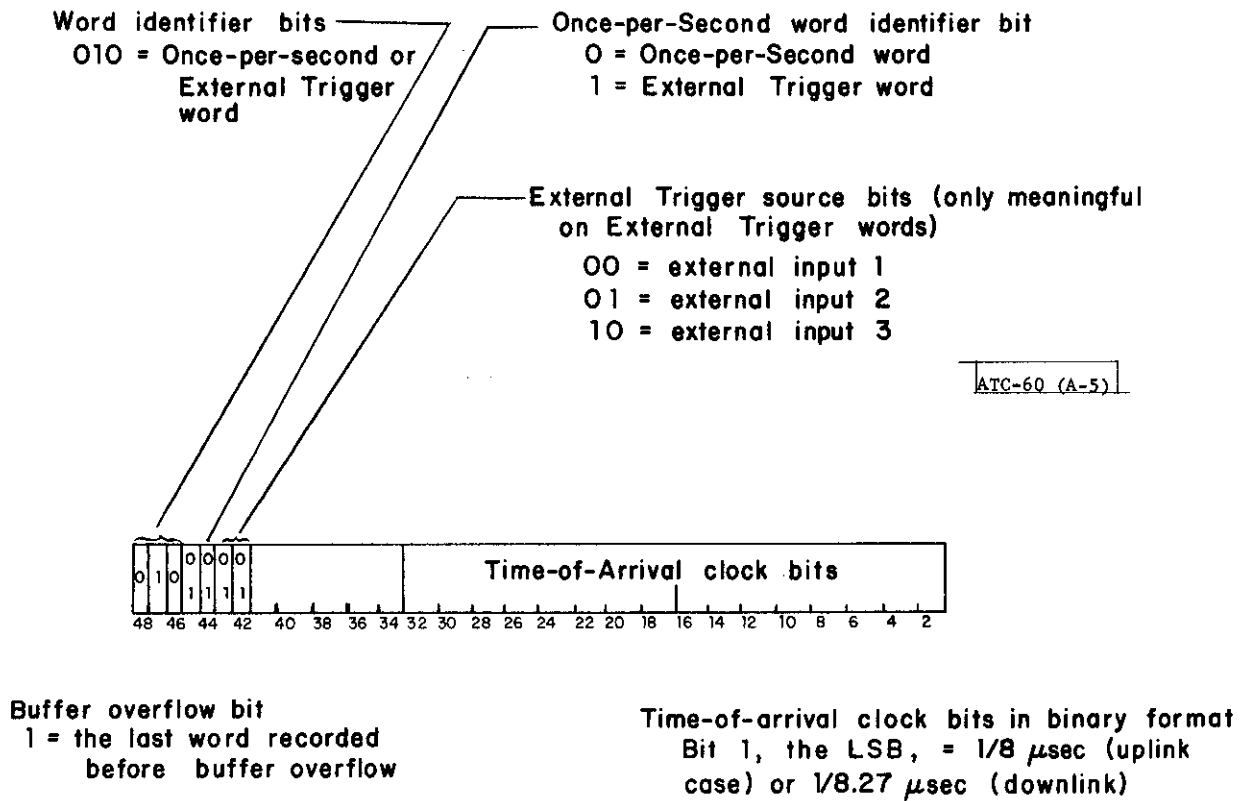 Word identifier bits
010 = Once-per-second or
External Trigger
word
Once-per-Second word identifier bit
0 = Once-per-Second word
1 = External Trigger word
External Trigger source bits (only meaningful
on External Trigger words)
00 = external input 1
01 = external input 2
10 = external input 3
ATC-60 (A-5)
0 1 0 0 0 0 0
1 1 1 1
Time-of-Arrival clock bits
48 46 44 42 40 38 36 34 32 30 28 26 24 22 20 18 16 14 12 10 8 6 4 2
Buffer overflow bit
1 = the last word recorded
before buffer overflow
Time-of-arrival clock bits in binary format
Bit 1, the LSB, = 1/8 μsec (uplink
case) or 1/8.27 μsec (downlink)